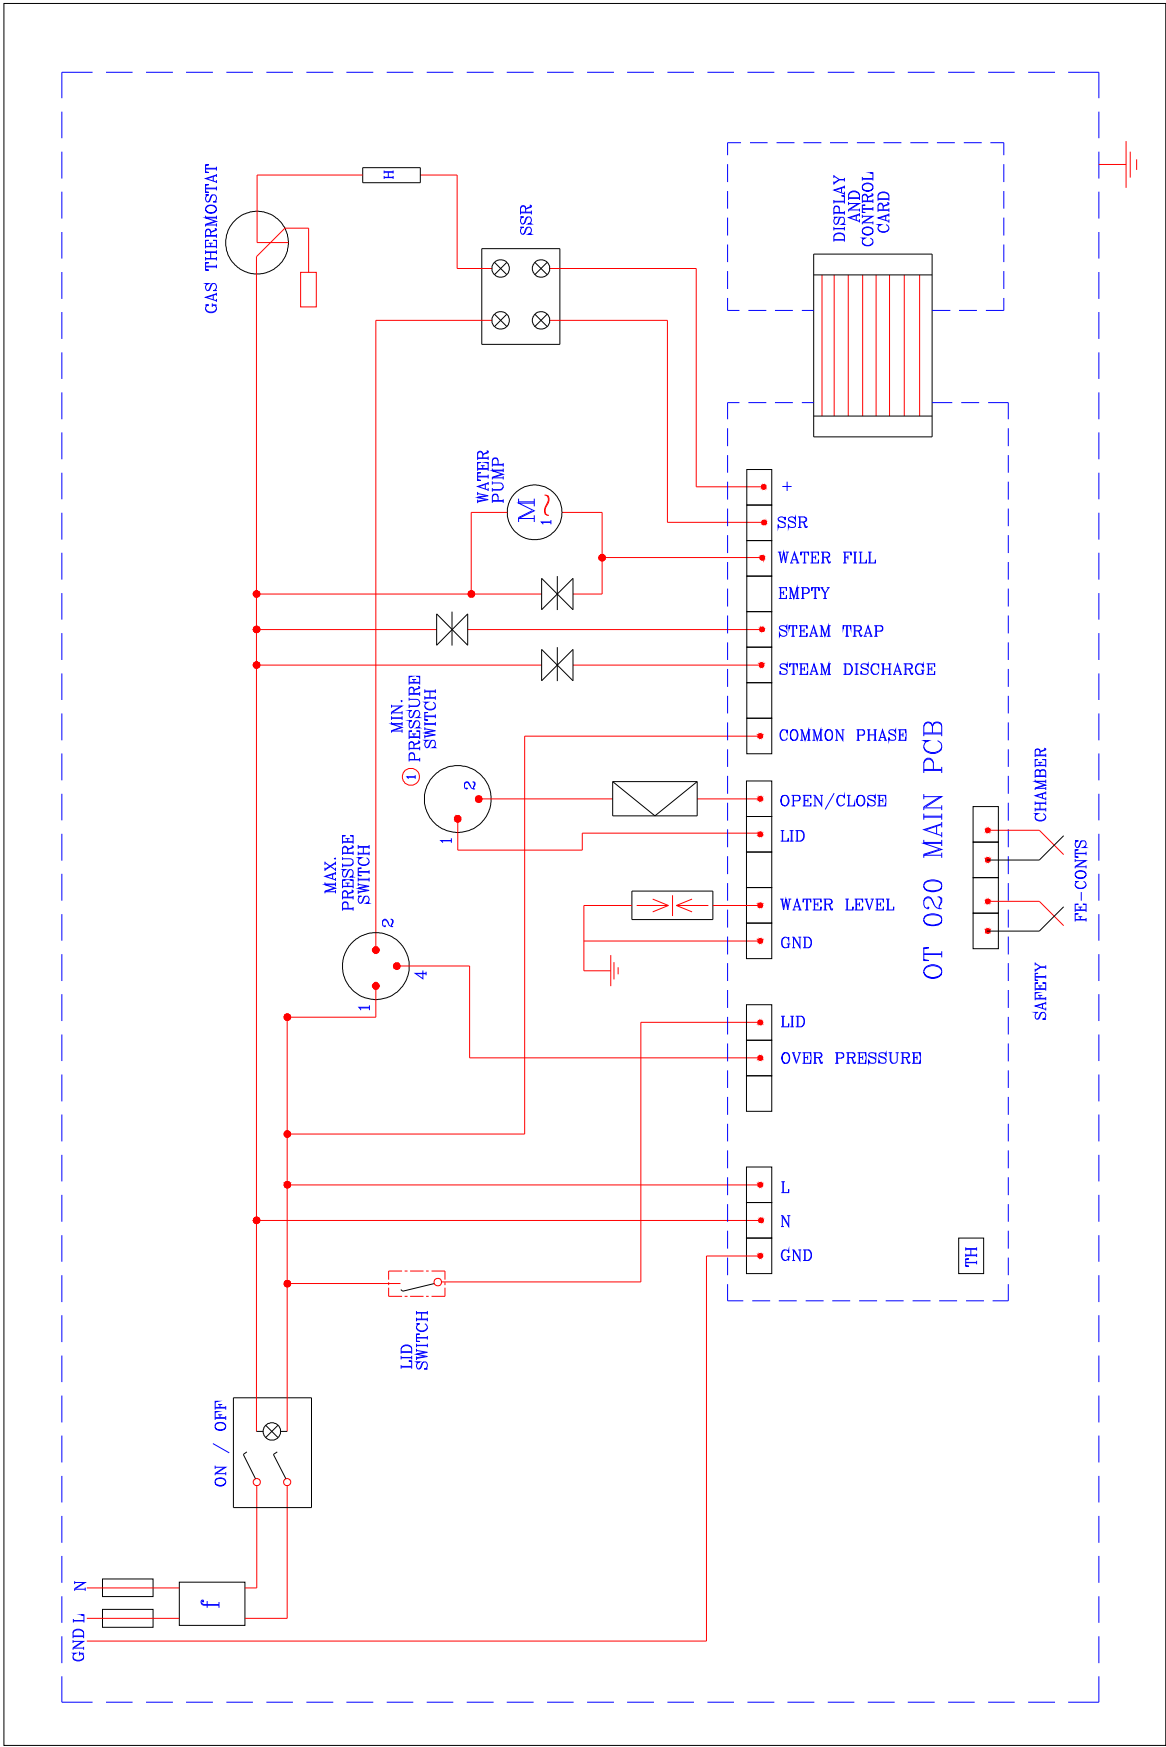 GAS THERMOSTAT
H
SSR
DISPLAY
AND
CONTROL
CARD
WATER
PUMP
M
1
~
+
SSR
WATER FILL
EMPTY
STEAM TRAP
STEAM DISCHARGE
COMMON PHASE
MIN.
PRESSURE
SWITCH
1
2
1
OPEN/CLOSE
LID
WATER LEVEL
GND
OT 020 MAIN PCB
CHAMBER
FE-CONTS
SAFETY
MAX.
PRESURE
SWITCH
2
4
1
LID
OVER PRESSURE
L
N
GND
TH
LID
SWITCH
ON / OFF
f
N
L
GND